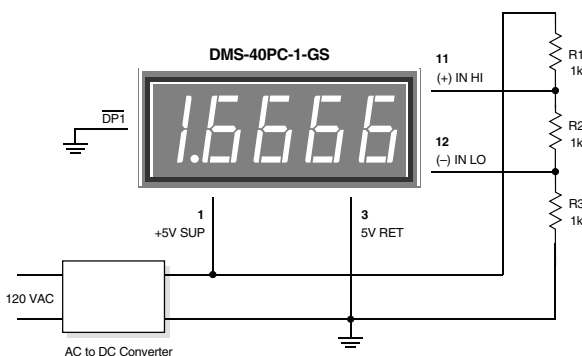 DMS-40PC-1-GS
11
(+) IN HI
R1
1k
DP1
1.6666
R2
1k
12
(–) IN LO
R3
1k
1
+5V SUP
3
5V RET
120 VAC
AC to DC Converter